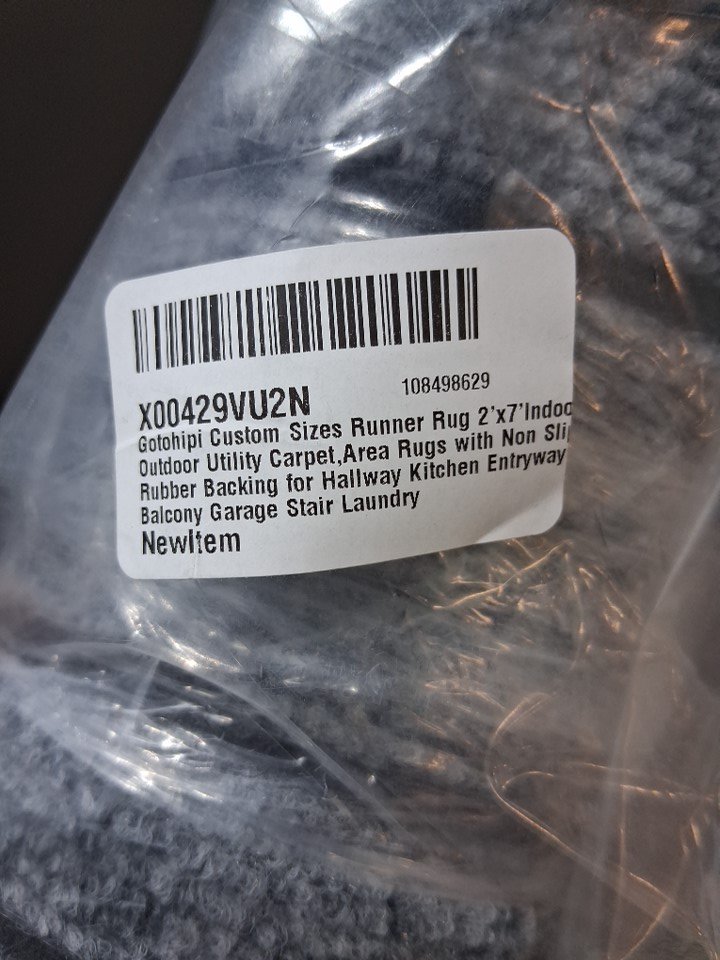 X00429VU2N
108498629
Gotohipi Custom Sizes Runner Rug 2'x7'Indoo
Outdoor Utility Carpet,Area Rugs with Non Sli
Rubber Backing for Hallway Kitchen Entryway
Balcony Garage Stair Laundry
NewItem